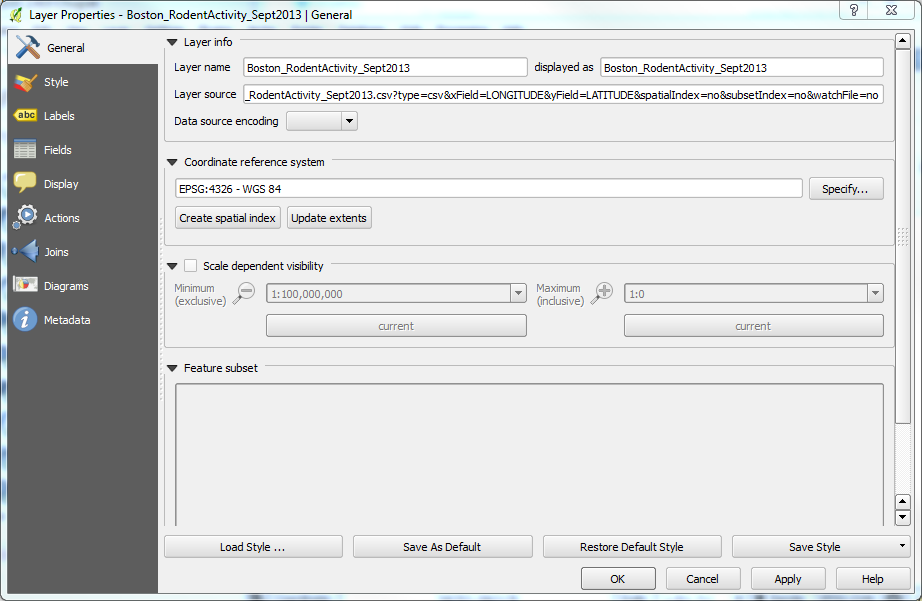 Layer Properties - Boston_RodentActivity_Sept2013 | General
General
Style
abc Labels
Fields
Display
Actions
Joins
Diagrams
Metadata
Layer info
Layer name Boston_RodentActivity_Sept2013 displayed as Boston_RodentActivity_Sept2013
Layer source _RodentActivity_Sept2013.csv?type=csv&xField=LONGITUDE&yField=LATITUDE&spatialIndex=no&subsetIndex=no&watchFile=no
Data source encoding
Coordinate reference system
EPSG:4326 - WGS 84 Specify...
Create spatial index Update extents
Scale dependent visibility
Minimum (exclusive) 1:100,000,000 Maximum (inclusive) 1:0
current current
Feature subset
Load Style ... Save As Default Restore Default Style Save Style
OK Cancel Apply Help